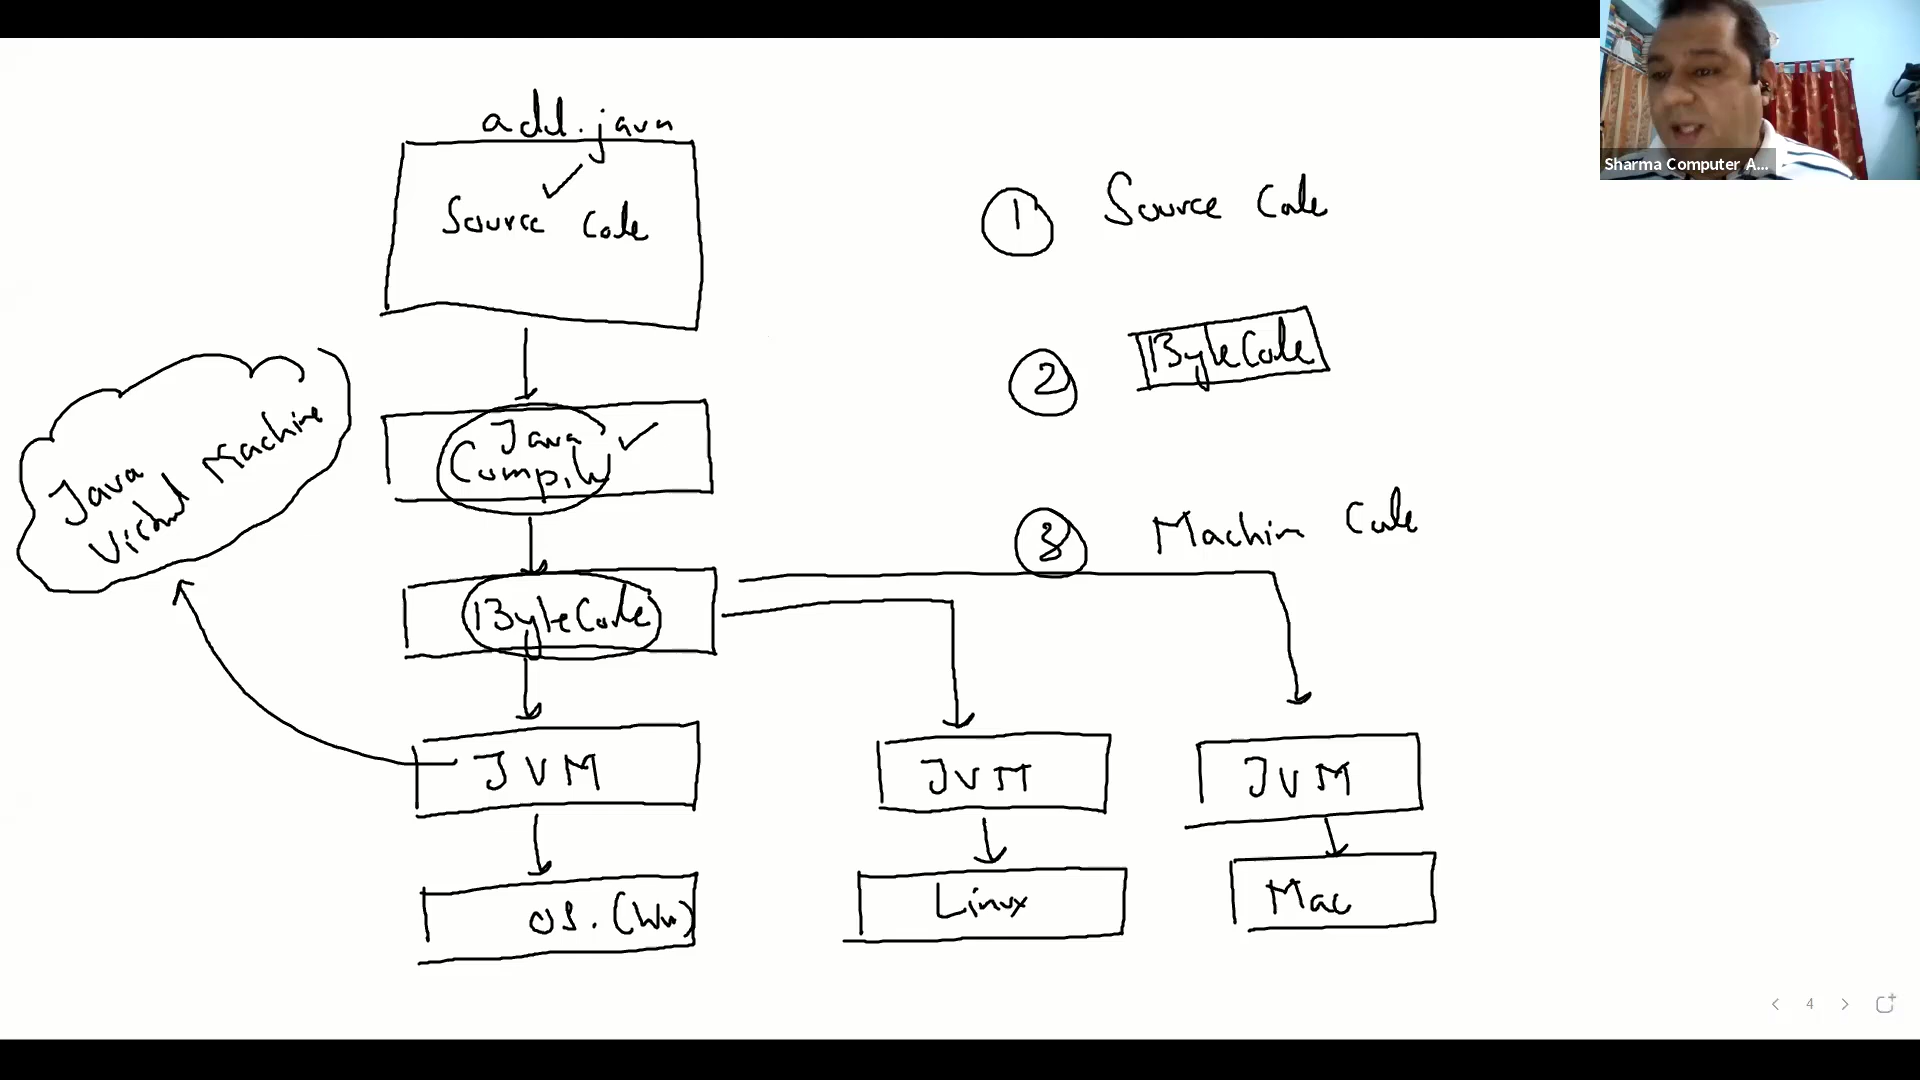 add.java
Source Code
Java
Compiler
ByteCode
JVM
OS. (Win)
Java
Virtual Machine
JVM
Linux
JVM
Mac
1 Source Code
2 ByteCode
3 Machine Code
Sharma Computer A...
4